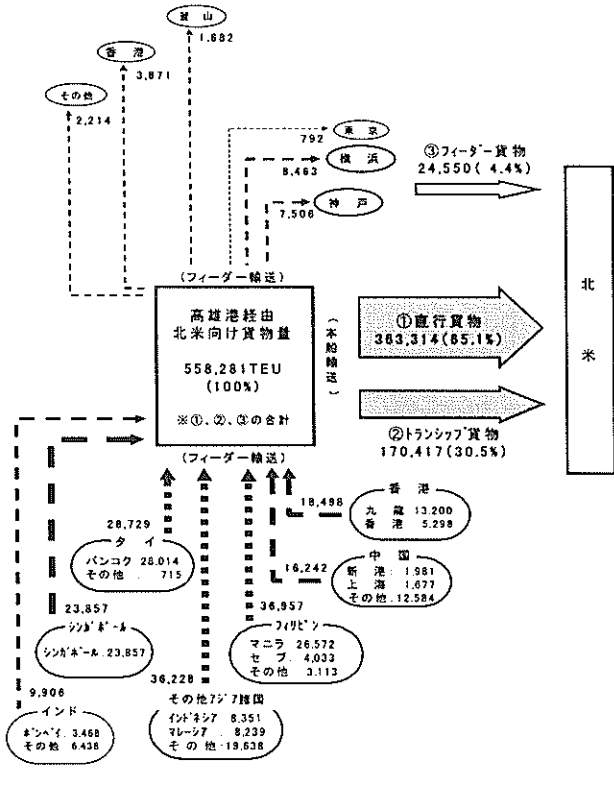 釜山
1,682
香港
3,871
その他
2,214
東京
792
横浜
8,463
神戸
7,506
③フィーダー貨物
24,550( 4.4%)
北米
(フィーダー輸送)
高雄港経由
北米向け貨物量
558,281TEU
(100%)
※①、②、③の合計
(本船輸送)
①直行貨物
363,314(65.1%)
②トランシップ貨物
170,417(30.5%)
(フィーダー輸送)
18,498
香港
九龍 13,200
香港 5,298
28,729
タイ
バンコク 28,014
その他 . 715
16,242
中国
新港 : 1,981
上海 1,677
その他 .12,584
23,857
シンガポール
シンガポール.23,857
36,957
フィリピン
マニラ 26,572
セブ . 4,033
その他 3,113
9,906
インド
ボンベイ. 3,468
その他 6,438
36,228
その他アジア諸国
インドネシア 8,351
マレーシア . 8,239
その他・19,638